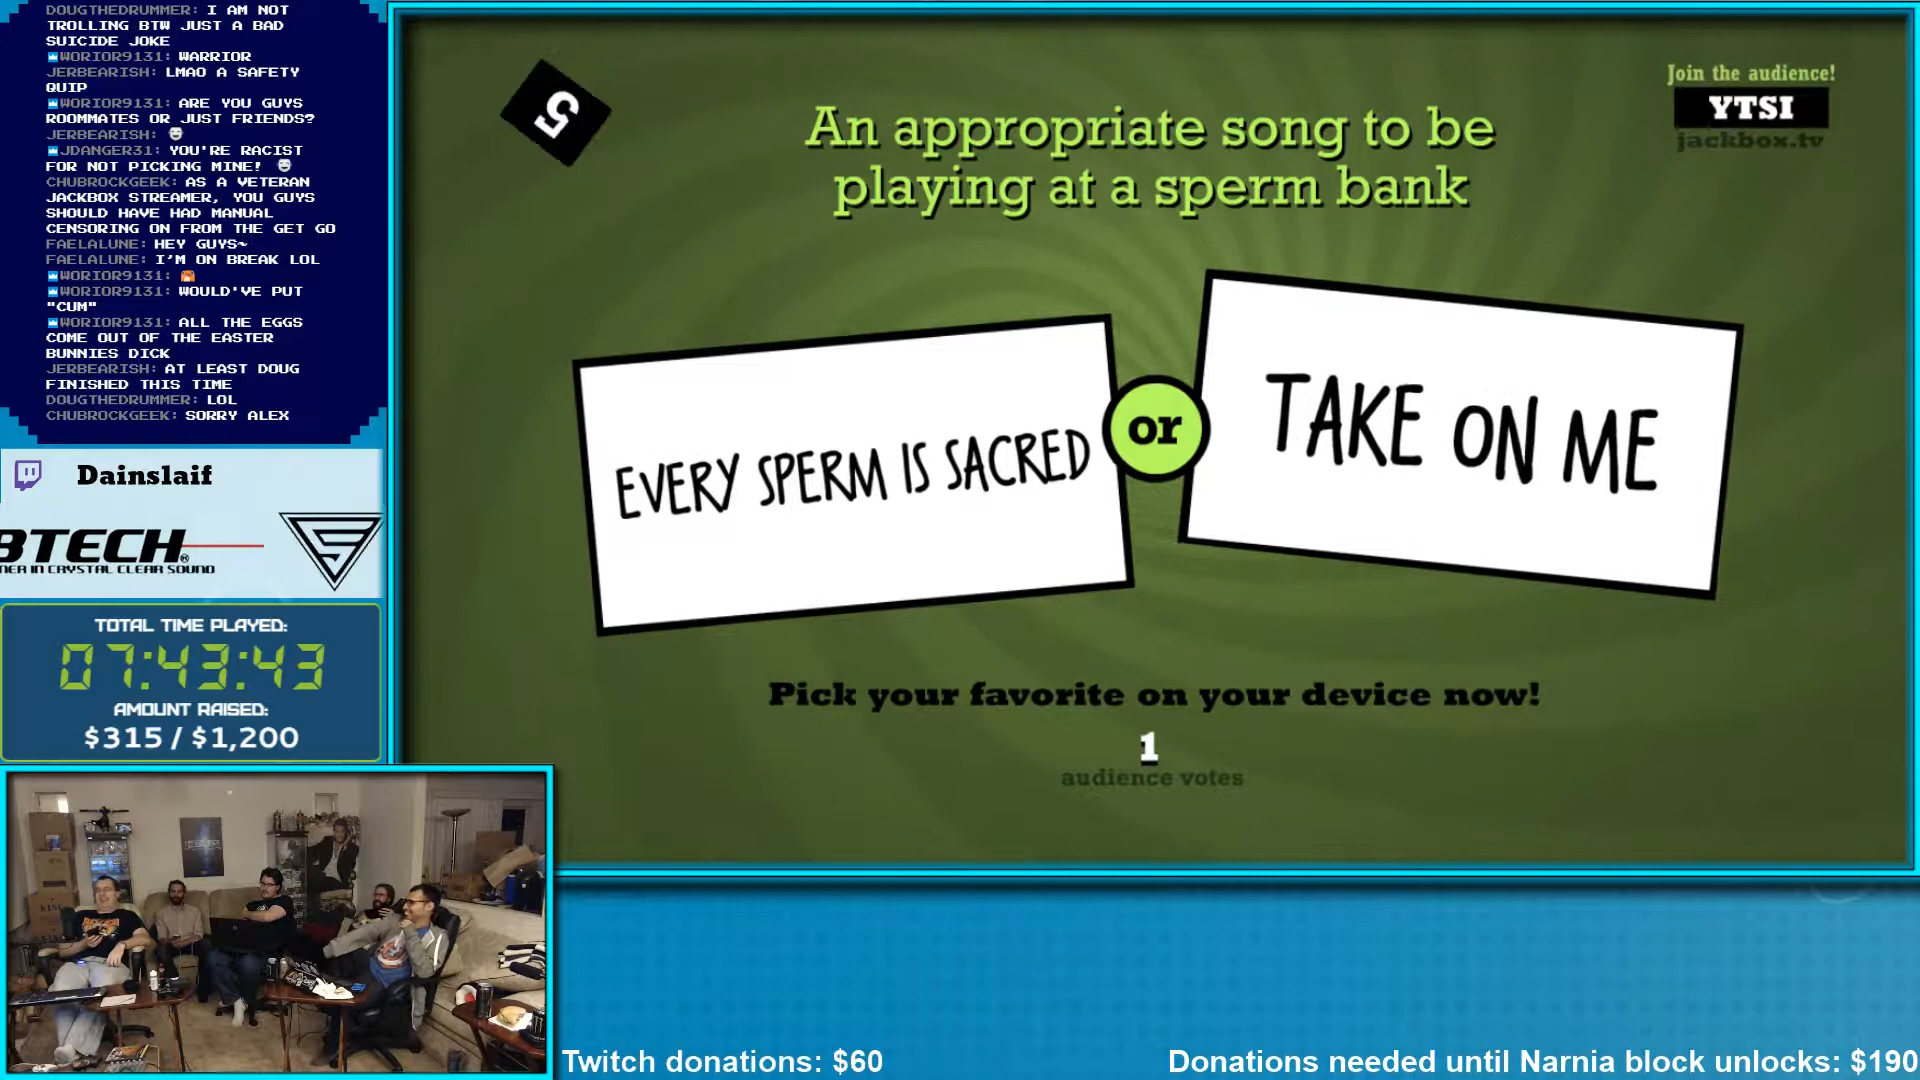 DOUGTHEDRUMMER: I AM NOT
TROLLING BTW JUST A BAD
SUICIDE JOKE
WORIOR9131: WARRIOR
JERBEARISH: LMAO A SAFETY
QUIP
WORIOR9131: ARE YOU GUYS
ROOMMATES OR JUST FRIENDS?
JERBEARISH:
JDANGER31: YOU'RE RACIST
FOR NOT PICKING MINE!
CHUBROCKGEEK: AS A VETERAN
JACKBOX STREAMER, YOU GUYS
SHOULD HAVE HAD MANUAL
CENSORING ON FROM THE GET GO
FAELALUNE: HEY GUYS~
FAELALUNE: I'M ON BREAK LOL
WORIOR9131:
WORIOR9131: WOULD'VE PUT
"CUM"
WORIOR9131: ALL THE EGGS
COME OUT OF THE EASTER
BUNNIES DICK
JERBEARISH: AT LEAST DOUG
FINISHED THIS TIME
DOUGTHEDRUMMER: LOL
CHUBROCKGEEK: SORRY ALEX
Dainslaif
BTECH
NER IN CRYSTAL CLEAR SOUND
TOTAL TIME PLAYED:
07:43:43
AMOUNT RAISED:
$315 / $1,200
5
An appropriate song to be
playing at a sperm bank
Join the audience!
YTSI
jackbox.tv
EVERY SPERM IS SACRED
or
TAKE ON ME
Pick your favorite on your device now!
1
audience votes
Twitch donations: $60
Donations needed until Narnia block unlocks: $190